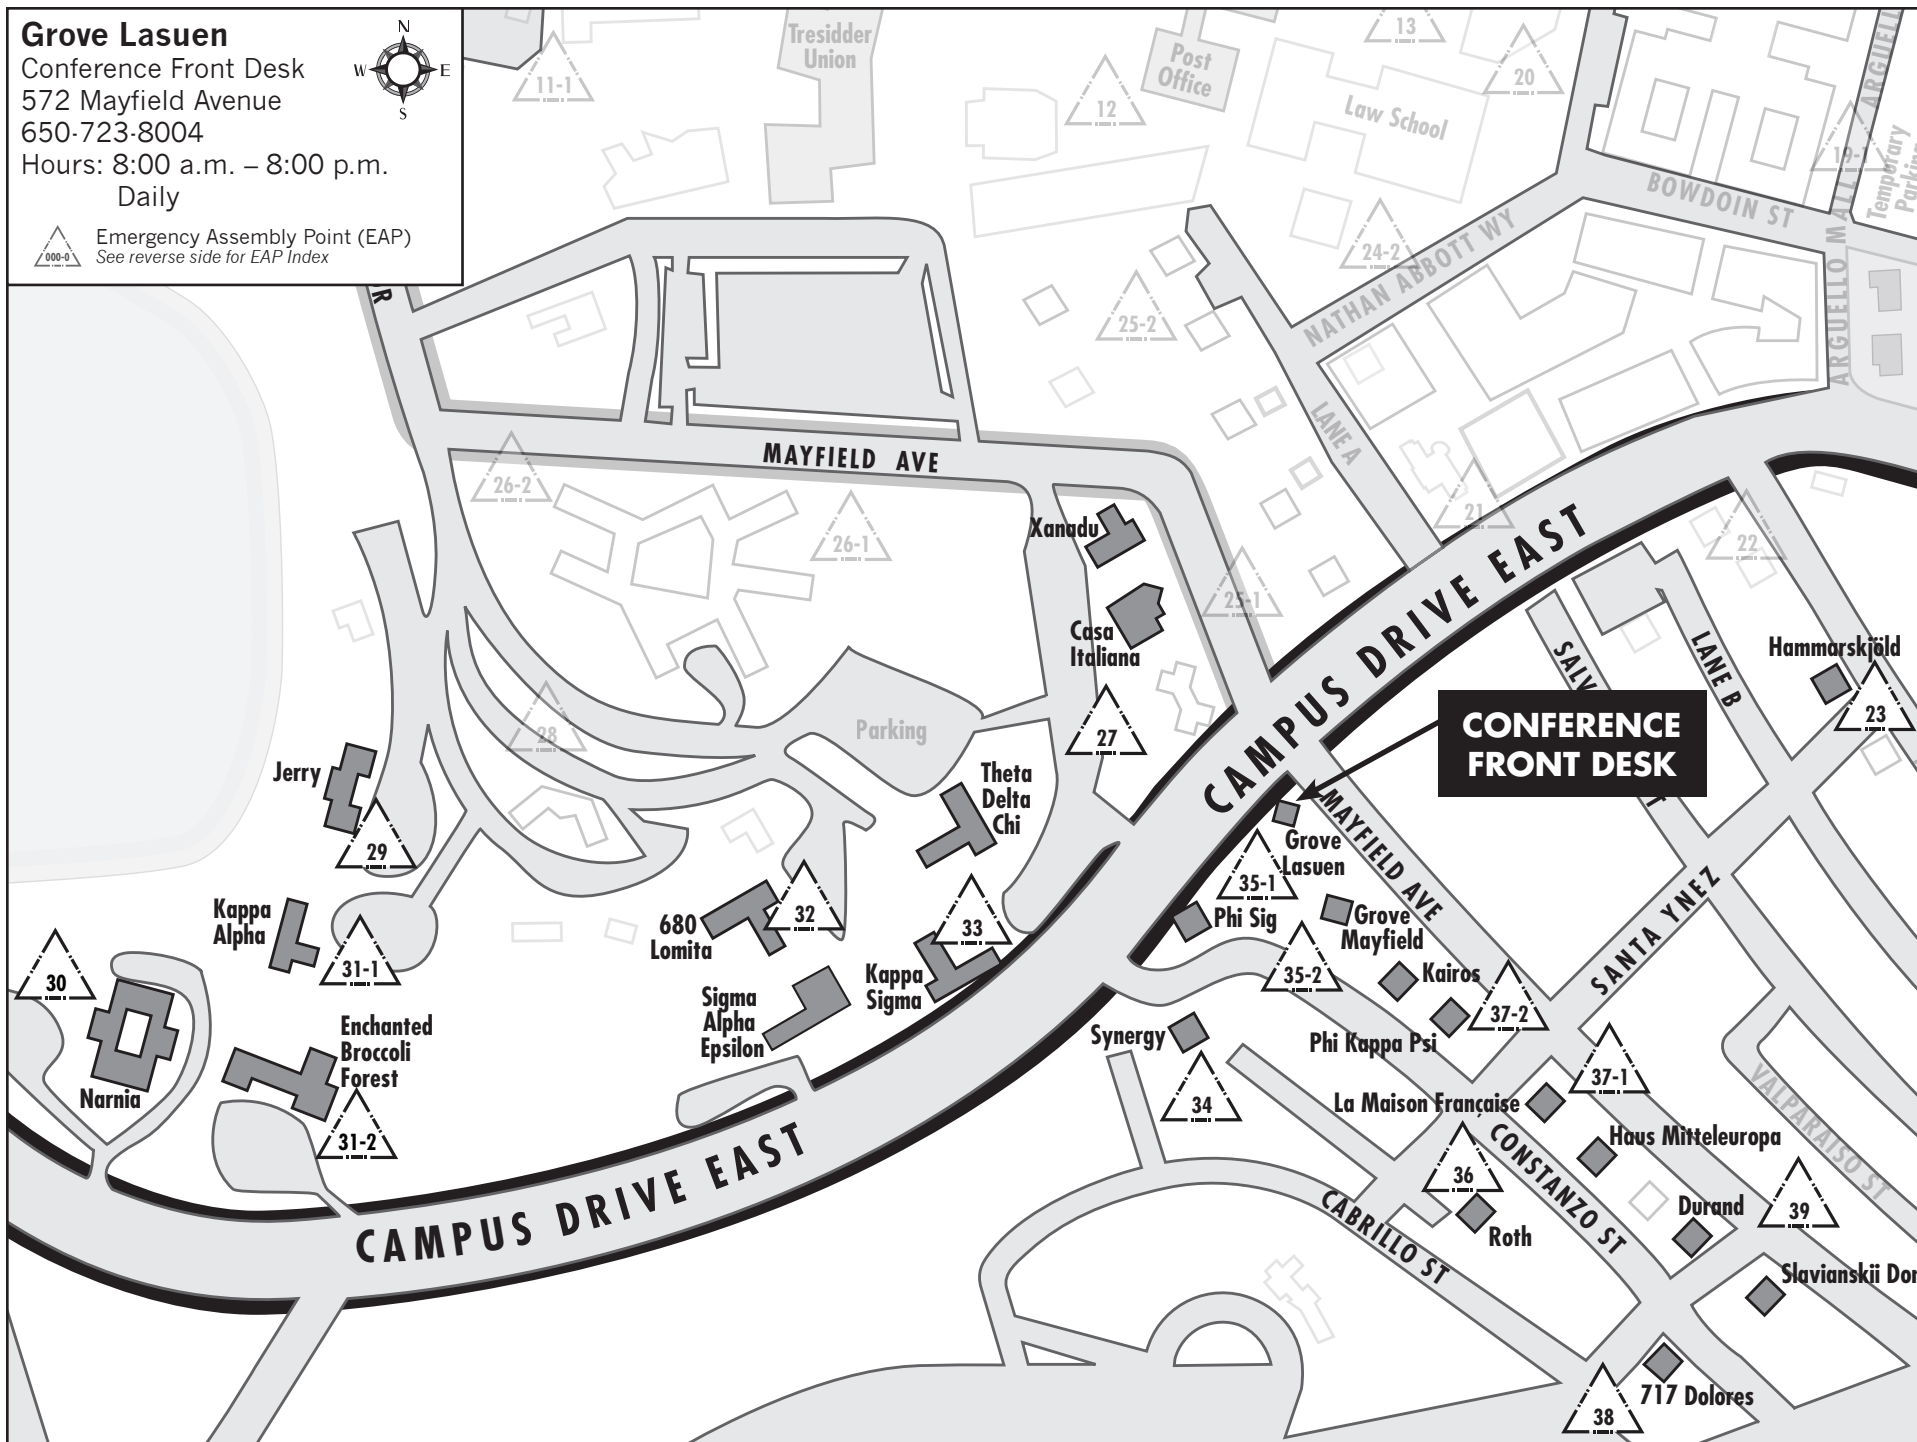 Grove Lasuen
Conference Front Desk
572 Mayfield Avenue
650-723-8004
Hours: 8:00 a.m. – 8:00 p.m.
Daily
N
W
E
S
000-0
Emergency Assembly Point (EAP)
See reverse side for EAP Index
11-1
Tresidder
Union
12
Post
Office
13
20
Law School
19-1
ARGUELLO MALL
Temporary
BOWDOIN ST
24-2
NATHAN ABBOTT WY
25-2
DR
LANE A
MAYFIELD AVE
26-2
26-1
Xanadu
21
22
25-1
Casa
Italiana
CAMPUS DRIVE EAST
LANE B
Hammarskjöld
23
27
28
Parking
CONFERENCE
FRONT DESK
Jerry
29
Theta
Delta
Chi
MAYFIELD AVE
Grove
Lasuen
35-1
Phi Sig
Grove
Mayfield
SANTA YNEZ
Kappa
Alpha
31-1
30
680
Lomita
32
33
Kappa
Sigma
Sigma
Alpha
Epsilon
35-2
Kairos
37-2
Phi Kappa Psi
Synergy
34
37-1
La Maison Française
Haus Mitteleuropa
VALPARAISO ST
Narnia
Enchanted
Broccoli
Forest
31-2
CAMPUS DRIVE EAST
36
Roth
CONSTANZO ST
CABRILLO ST
Durand
39
Slavianskii
717 Dolores
38